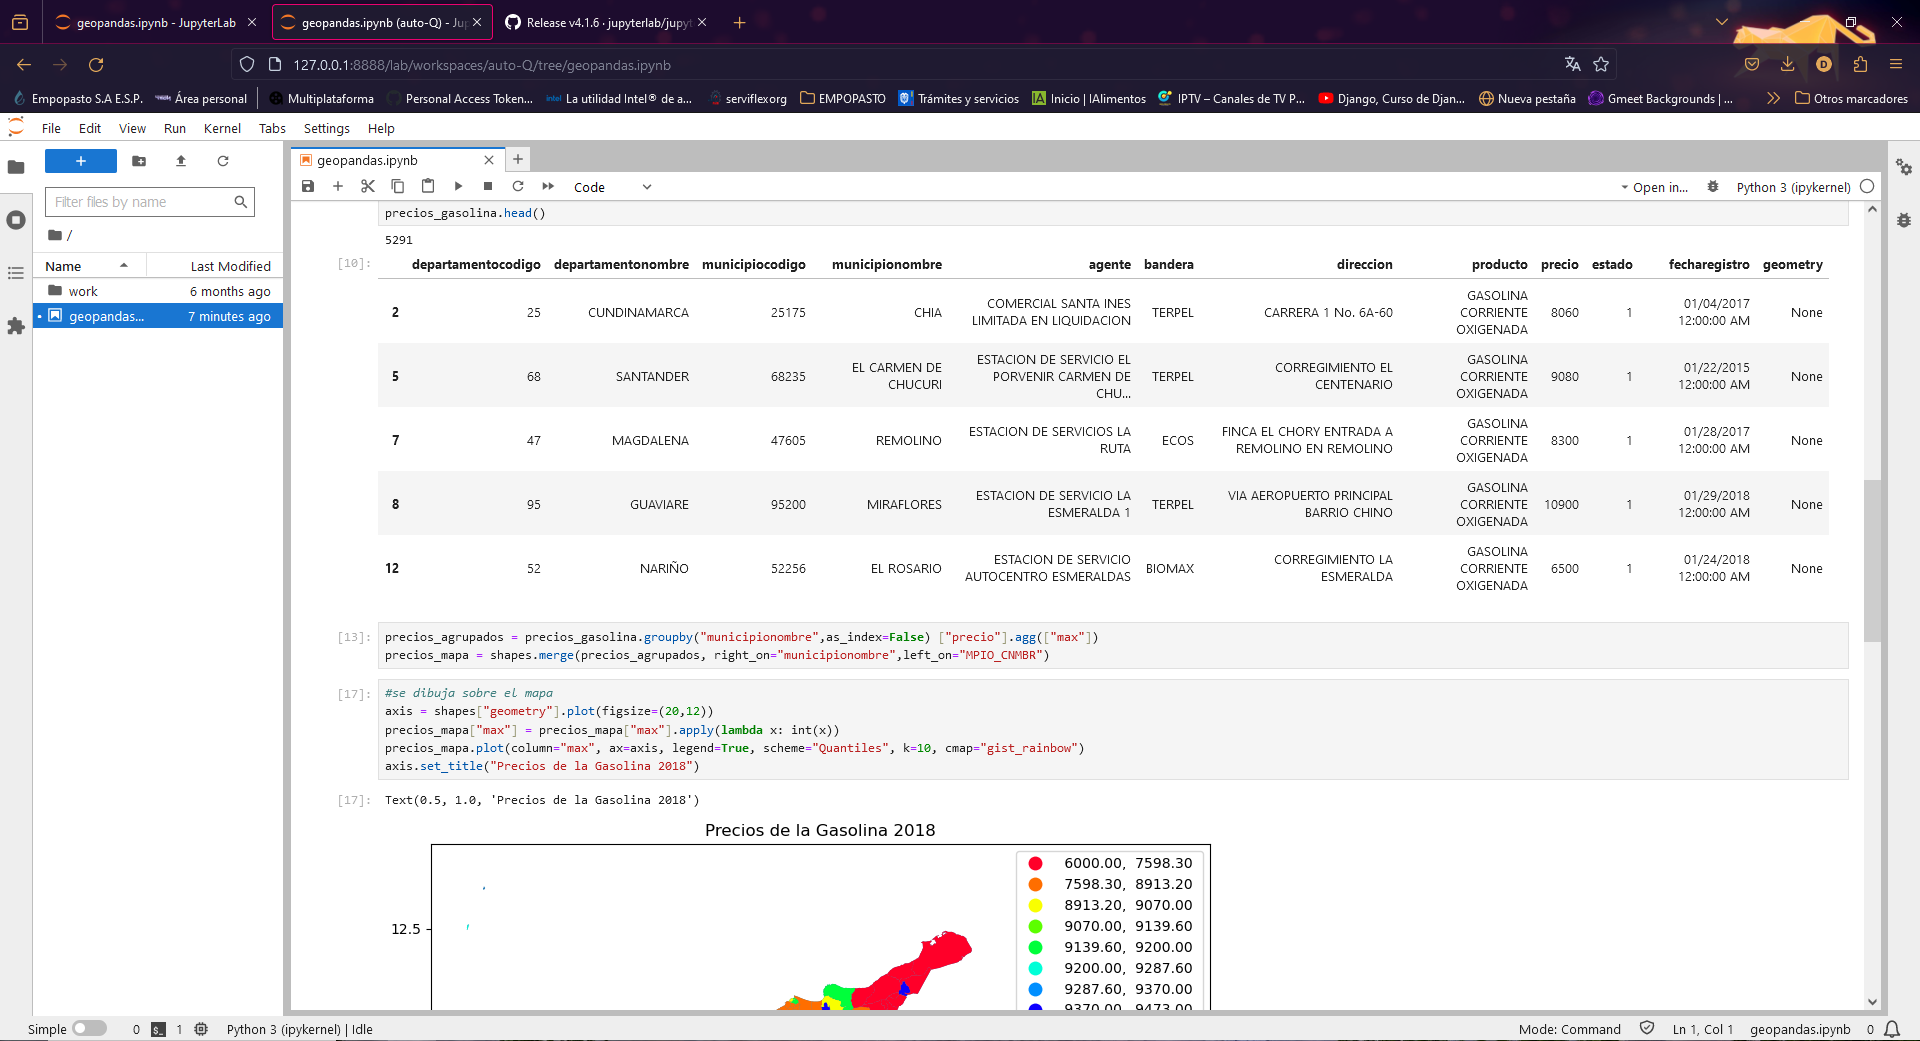 geopandas.ipynb - JupyterLab
geopandas.ipynb (auto-Q) - Jup
Release v4.1.6 · jupyterlab/jupyt
127.0.0.1:8888/lab/workspaces/auto-Q/tree/geopandas.ipynb
Empopasto S.A E.S.P.
Área personal
Multiplataforma
Personal Access Token...
intel
La utilidad Intel® de a...
serviflexorg
EMPOPASTO
Trámites y servicios
IA
Inicio | IAlimentos
IPTV – Canales de TV P...
Django, Curso de Djan...
Nueva pestaña
Gmeet Backgrounds | ...
Otros marcadores
D
File Edit View Run Kernel Tabs Settings Help
geopandas.ipynb
Filter files by name
Code
Open in...
Python 3 (ipykernel)
/
Name
Last Modified
work
6 months ago
geopandas...
7 minutes ago
precios_gasolina.head()
5291
[10]:
departamentocodigo departamentonombre municipiocodigo municipionombre agente bandera direccion producto precio estado fecharegistro geometry
2 25 CUNDINAMARCA 25175 CHIA COMERCIAL SANTA INES LIMITADA EN LIQUIDACION TERPEL CARRERA 1 No. 6A-60 GASOLINA CORRIENTE OXIGENADA 8060 1 01/04/2017 12:00:00 AM None
5 68 SANTANDER 68235 EL CARMEN DE CHUCURI ESTACION DE SERVICIO EL PORVENIR CARMEN DE CHU... TERPEL CORREGIMIENTO EL CENTENARIO GASOLINA CORRIENTE OXIGENADA 9080 1 01/22/2015 12:00:00 AM None
7 47 MAGDALENA 47605 REMOLINO ESTACION DE SERVICIOS LA RUTA ECOS FINCA EL CHORY ENTRADA A REMOLINO EN REMOLINO GASOLINA CORRIENTE OXIGENADA 8300 1 01/28/2017 12:00:00 AM None
8 95 GUAVIARE 95200 MIRAFLORES ESTACION DE SERVICIO LA ESMERALDA 1 TERPEL VIA AEROPUERTO PRINCIPAL BARRIO CHINO GASOLINA CORRIENTE OXIGENADA 10900 1 01/29/2018 12:00:00 AM None
12 52 NARIÑO 52256 EL ROSARIO ESTACION DE SERVICIO AUTOCENTRO ESMERALDAS BIOMAX CORREGIMIENTO LA ESMERALDA GASOLINA CORRIENTE OXIGENADA 6500 1 01/24/2018 12:00:00 AM None
[13]:
precios_agrupados = precios_gasolina.groupby("municipionombre",as_index=False) ["precio"].agg(["max"])
precios_mapa = shapes.merge(precios_agrupados, right_on="municipionombre",left_on="MPIO_CNMBR")
[17]:
#se dibuja sobre el mapa
axis = shapes["geometry"].plot(figsize=(20,12))
precios_mapa["max"] = precios_mapa["max"].apply(lambda x: int(x))
precios_mapa.plot(column="max", ax=axis, legend=True, scheme="Quantiles", k=10, cmap="gist_rainbow")
axis.set_title("Precios de la Gasolina 2018")
[17]:
Text(0.5, 1.0, 'Precios de la Gasolina 2018')
Precios de la Gasolina 2018
12.5
6000.00, 7598.30
7598.30, 8913.20
8913.20, 9070.00
9070.00, 9139.60
9139.60, 9200.00
9200.00, 9287.60
9287.60, 9370.00
9370.00, 9473.00
Simple
0
1
Python 3 (ipykernel) | Idle
Mode: Command
Ln 1, Col 1
geopandas.ipynb
0